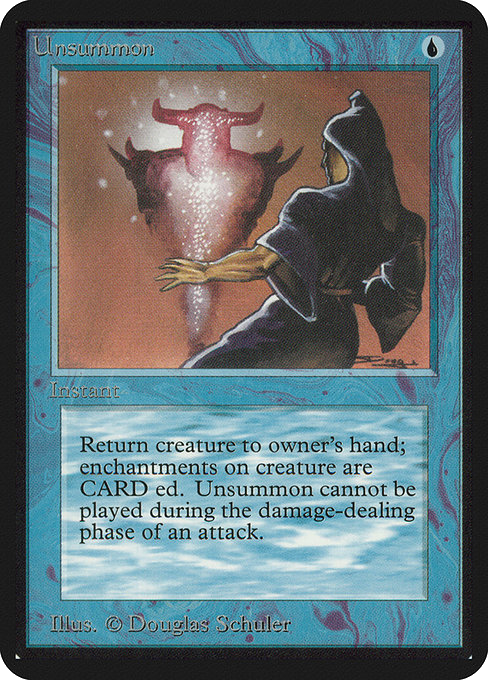 Unsummon
Instant
Return creature to owner's hand;
enchantments on creature are
CARD ed. Unsummon cannot be
played during the damage-dealing
phase of an attack.
Illus. © Douglas Schuler